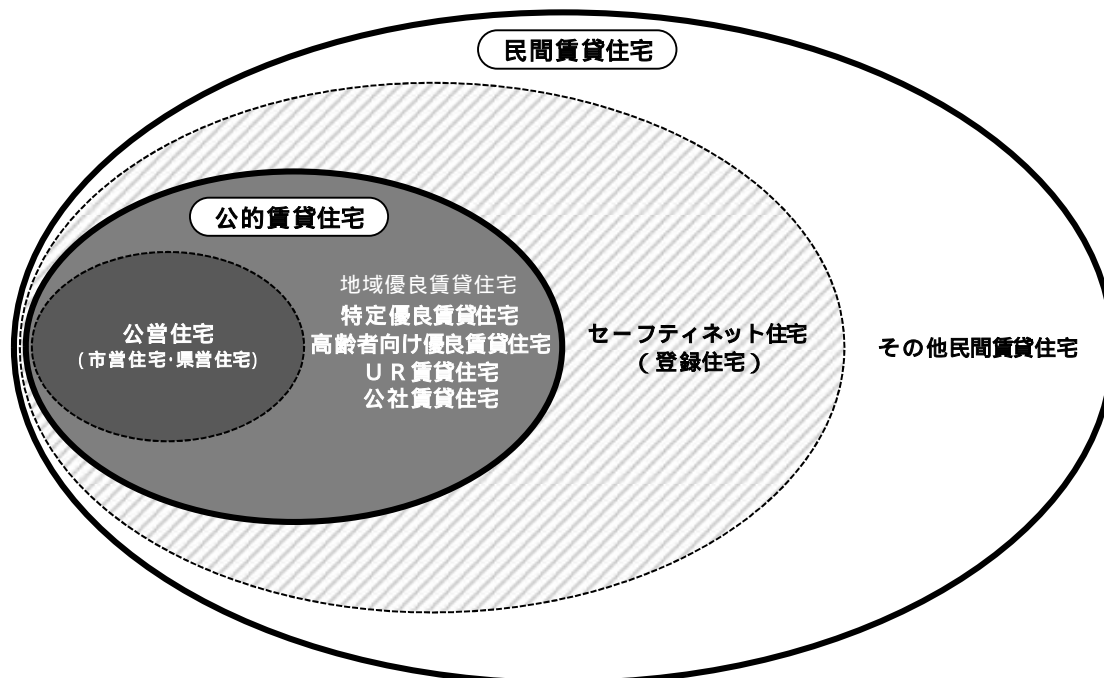 民間賃貸住宅
公的賃貸住宅
公営住宅
(市営住宅・県営住宅)
地域優良賃貸住宅
特定優良賃貸住宅
高齢者向け優良賃貸住宅
UR賃貸住宅
公社賃貸住宅
セーフティネット住宅
(登録住宅)
その他民間賃貸住宅